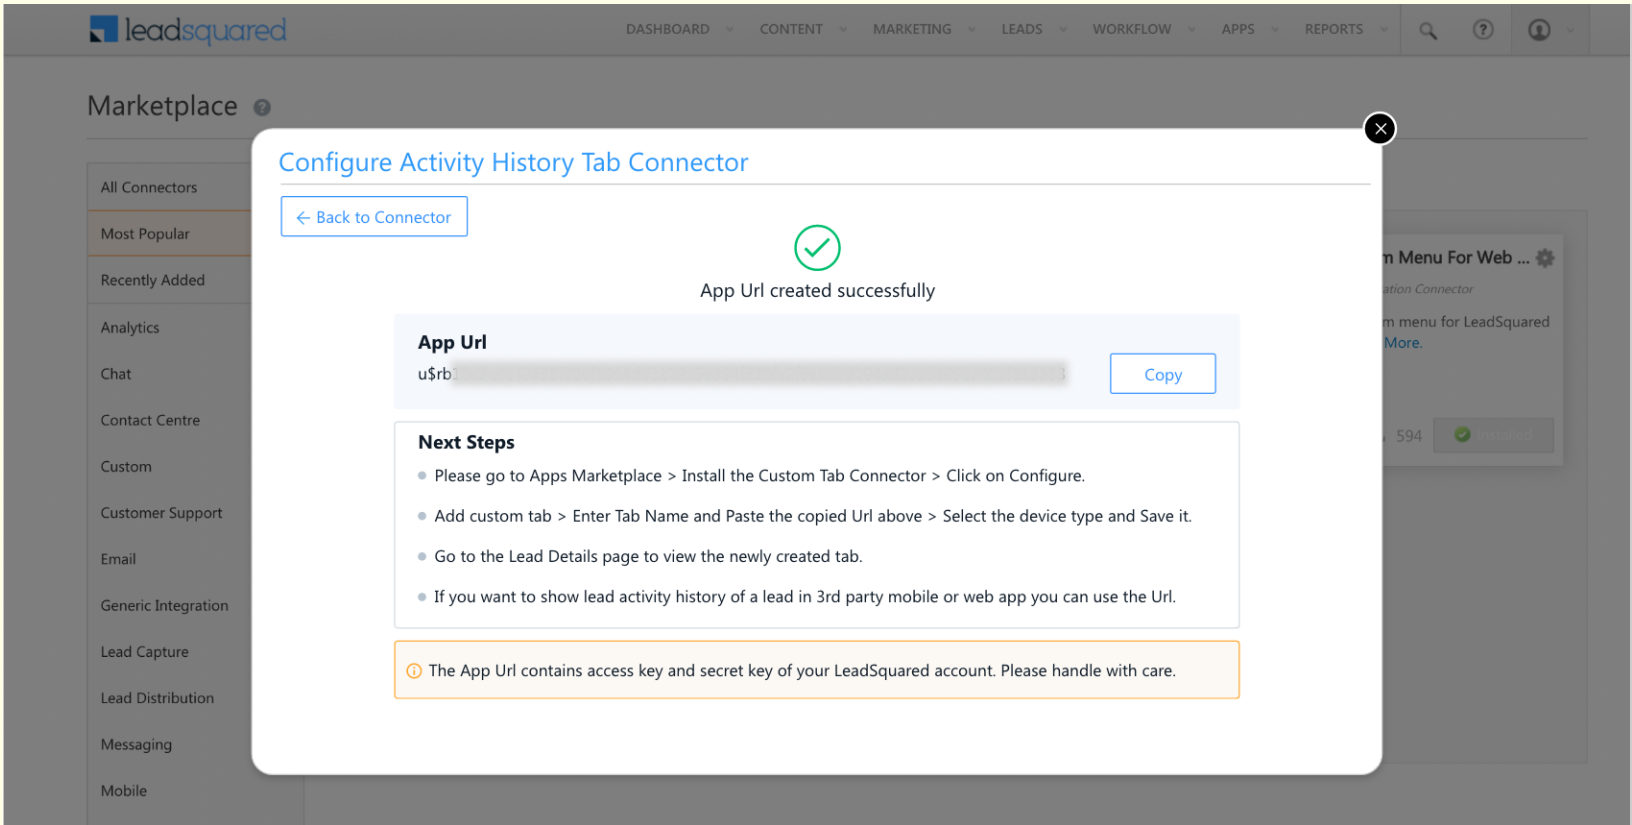 leadsquared
DASHBOARD CONTENT MARKETING LEADS WORKFLOW APPS REPORTS
Marketplace
All Connectors
Most Popular
Recently Added
Analytics
Chat
Contact Centre
Custom
Customer Support
Email
Generic Integration
Lead Capture
Lead Distribution
Messaging
Mobile
Configure Activity History Tab Connector
← Back to Connector
App Url created successfully
App Url
u$rb
Copy
Next Steps
Please go to Apps Marketplace > Install the Custom Tab Connector > Click on Configure.
Add custom tab > Enter Tab Name and Paste the copied Url above > Select the device type and Save it.
Go to the Lead Details page to view the newly created tab.
If you want to show lead activity history of a lead in 3rd party mobile or web app you can use the Url.
The App Url contains access key and secret key of your LeadSquared account. Please handle with care.
m Menu For Web ...
ation Connector
m menu for LeadSquared
More.
594
Installed